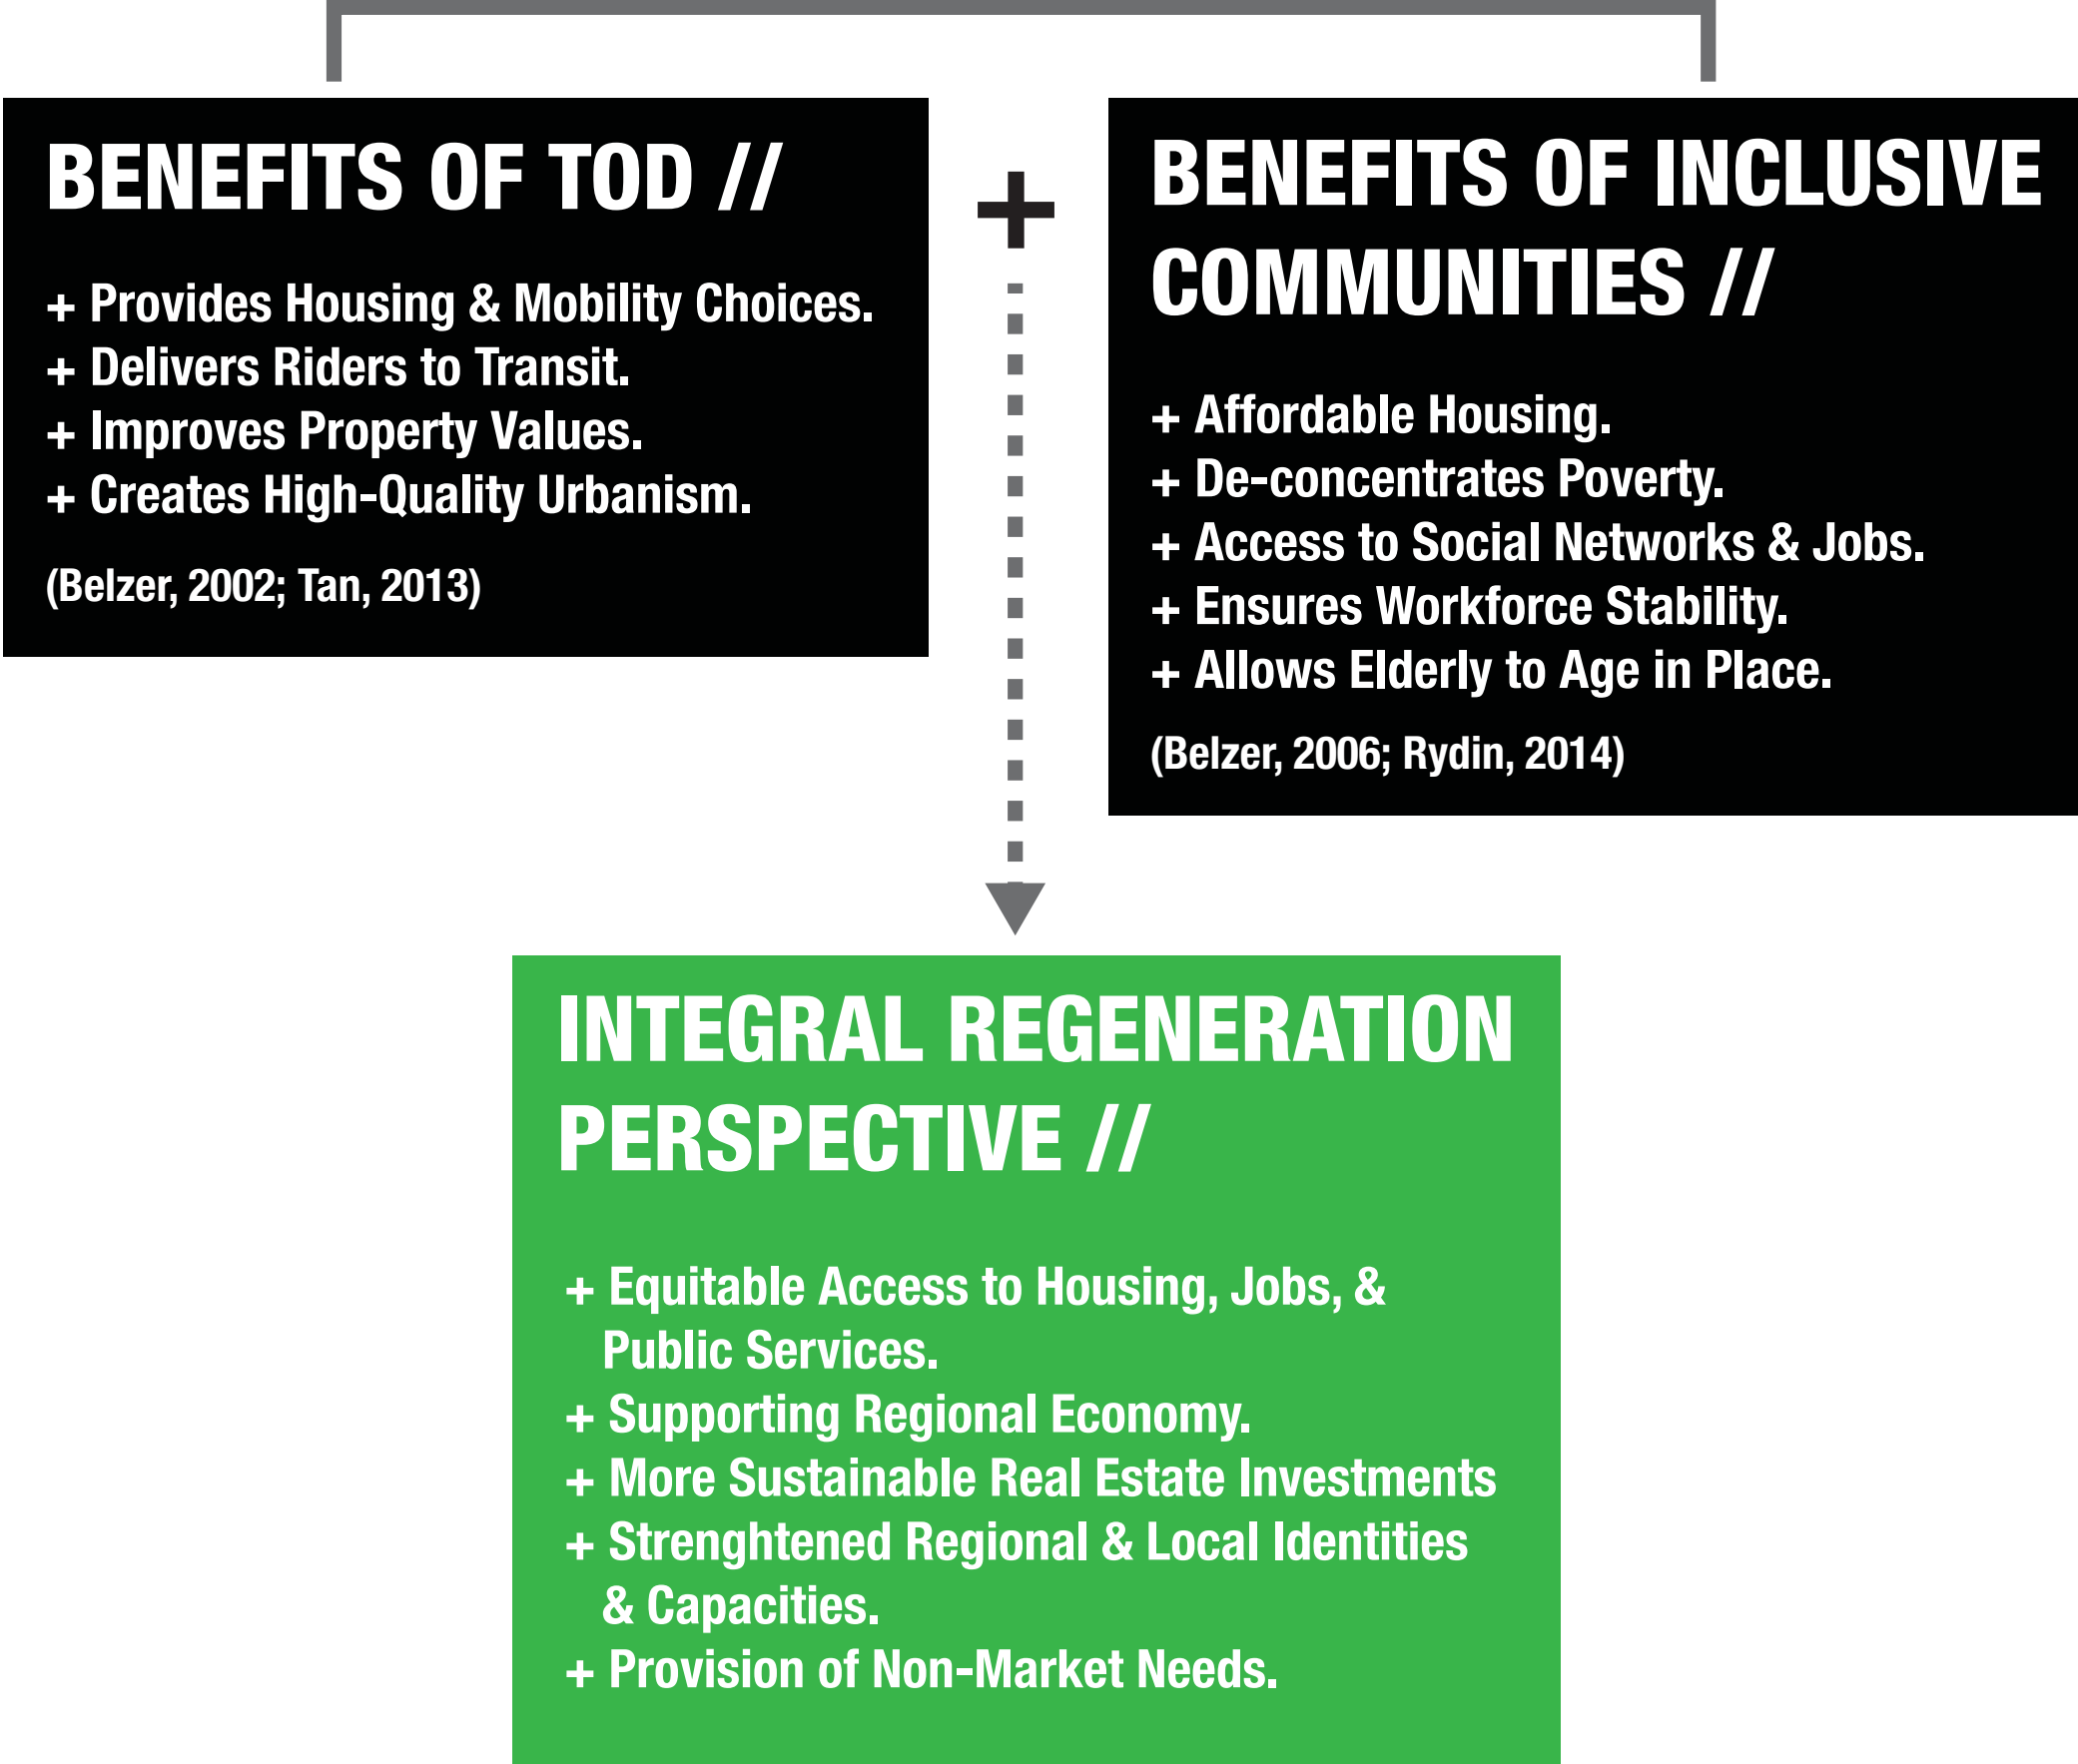 BENEFITS OF TOD //
+ Provides Housing & Mobility Choices.
+ Delivers Riders to Transit.
+ Improves Property Values.
+ Creates High-Quality Urbanism.
(Belzer, 2002; Tan, 2013)
+
BENEFITS OF INCLUSIVE
COMMUNITIES //
+ Affordable Housing.
+ De-concentrates Poverty.
+ Access to Social Networks & Jobs.
+ Ensures Workforce Stability.
+ Allows Elderly to Age in Place.
(Belzer, 2006; Rydin, 2014)
INTEGRAL REGENERATION
PERSPECTIVE //
+ Equitable Access to Housing, Jobs, &
Public Services.
+ Supporting Regional Economy.
+ More Sustainable Real Estate Investments
+ Strenghtened Regional & Local Identities
& Capacities.
+ Provision of Non-Market Needs.